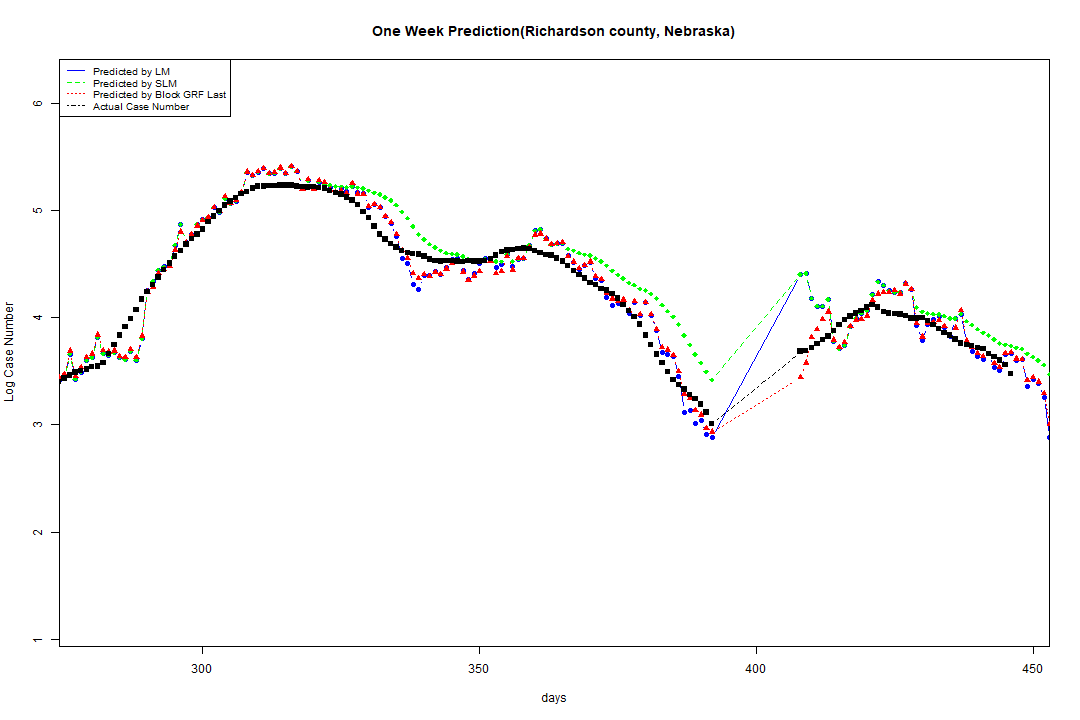 One Week Prediction(Richardson county, Nebraska)
Predicted by LM
Predicted by SLM
Predicted by Block GRF Last
Actual Case Number
6
5
4
3
2
1
Log Case Number
300
350
400
450
days